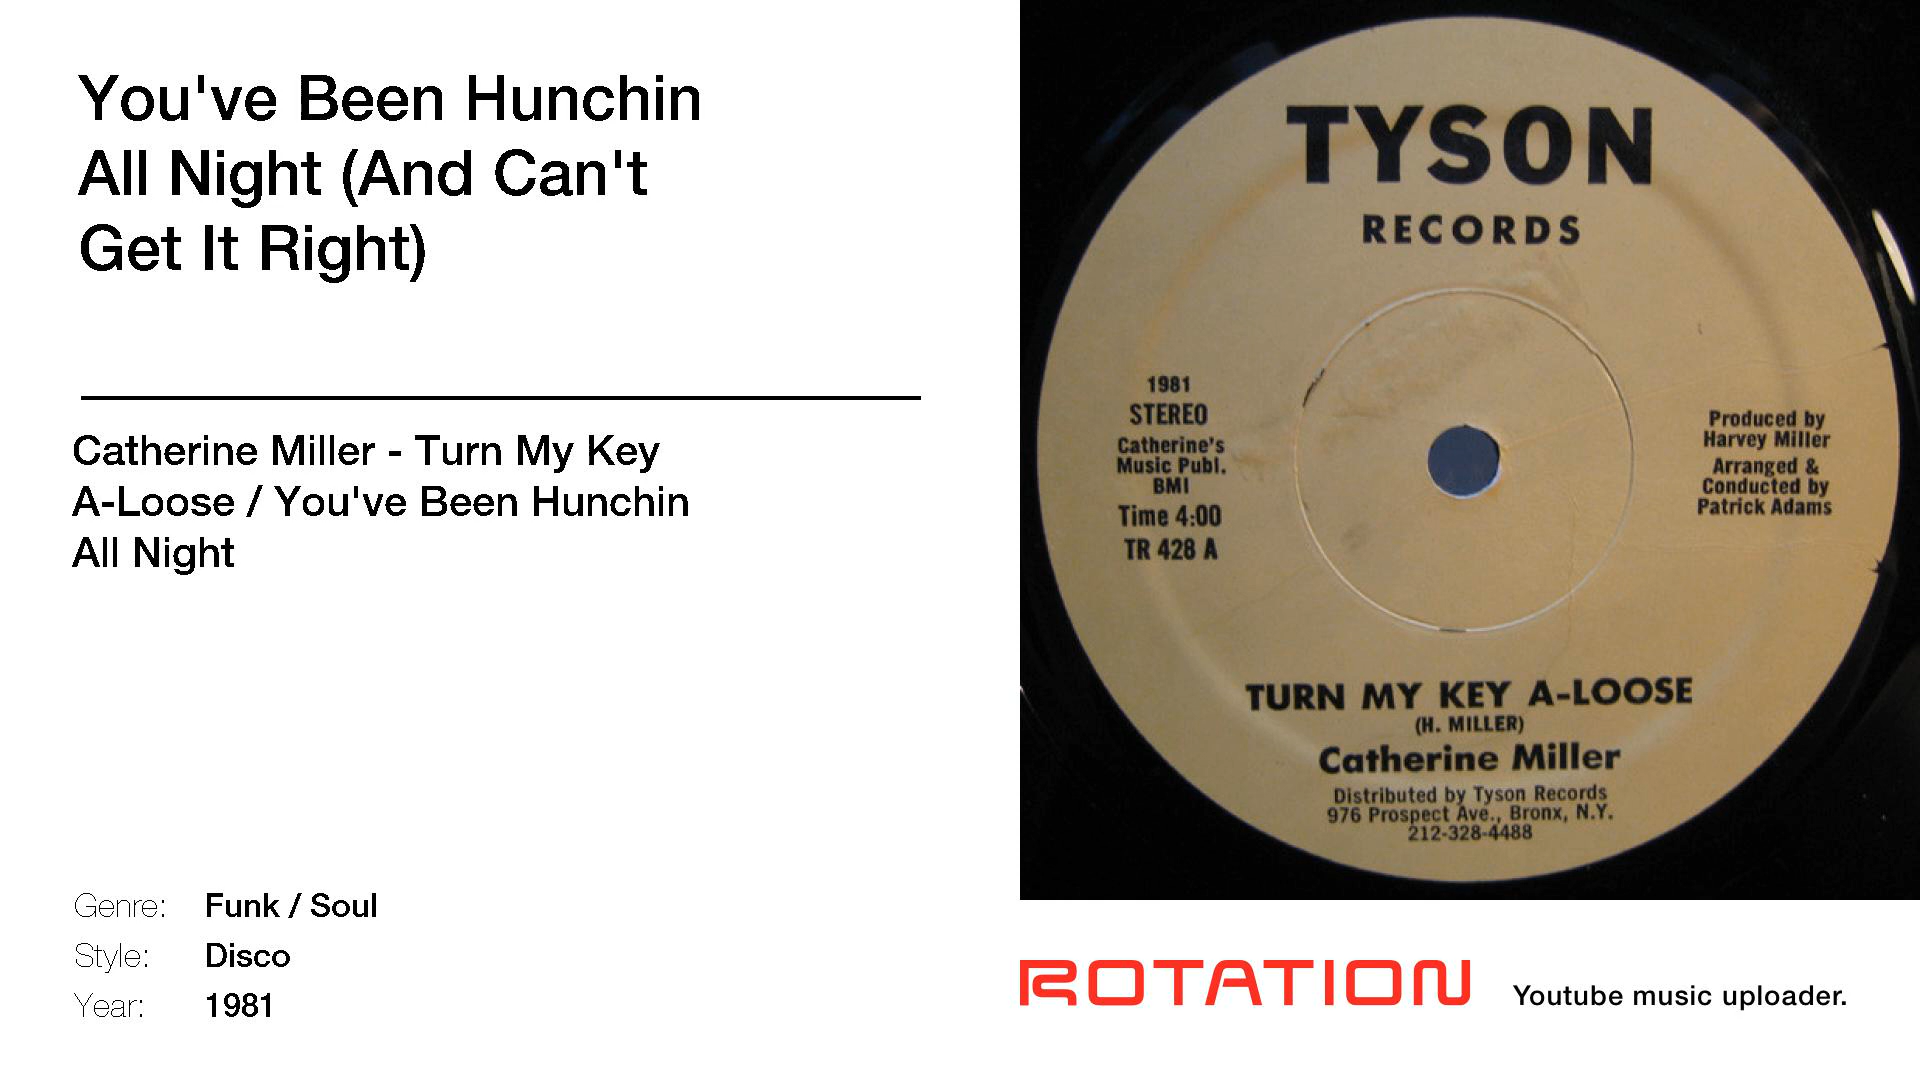 You've Been Hunchin
All Night (And Can't
Get It Right)
Catherine Miller - Turn My Key
A-Loose / You've Been Hunchin
All Night
Genre: Funk / Soul
Style: Disco
Year: 1981
TYSON
RECORDS
1981
STEREO
Catherine's
Music Publ.
BMI
Time 4:00
TR 428 A
Produced by
Harvey Miller
Arranged &
Conducted by
Patrick Adams
TURN MY KEY A-LOOSE
(H. MILLER)
Catherine Miller
Distributed by Tyson Records
976 Prospect Ave., Bronx, N.Y.
212-328-4488
ROTATION
Youtube music uploader.